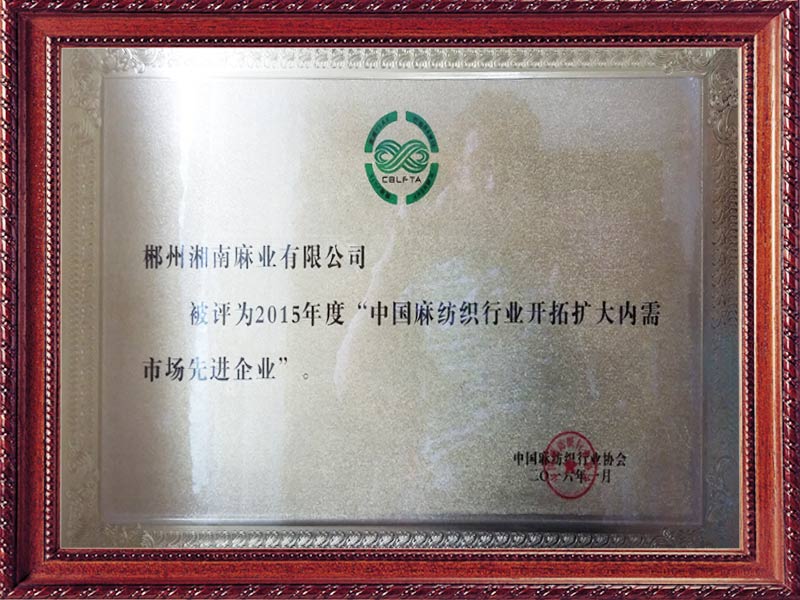 CBLFTA
郴州湘南麻业有限公司
被评为2015年度“中国麻纺织行业开拓扩大内需
市场先进企业”。
中国麻纺织行业协会
二〇一六年一月